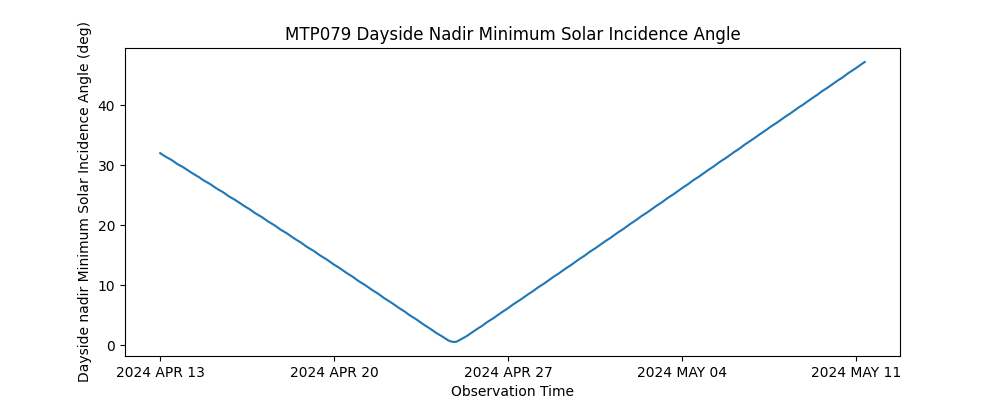 MTP079 Dayside Nadir Minimum Solar Incidence Angle
Dayside nadir Minimum Solar Incidence Angle (deg)
40
30
20
10
0
2024 APR 13
2024 APR 20
2024 APR 27
2024 MAY 04
2024 MAY 11
Observation Time